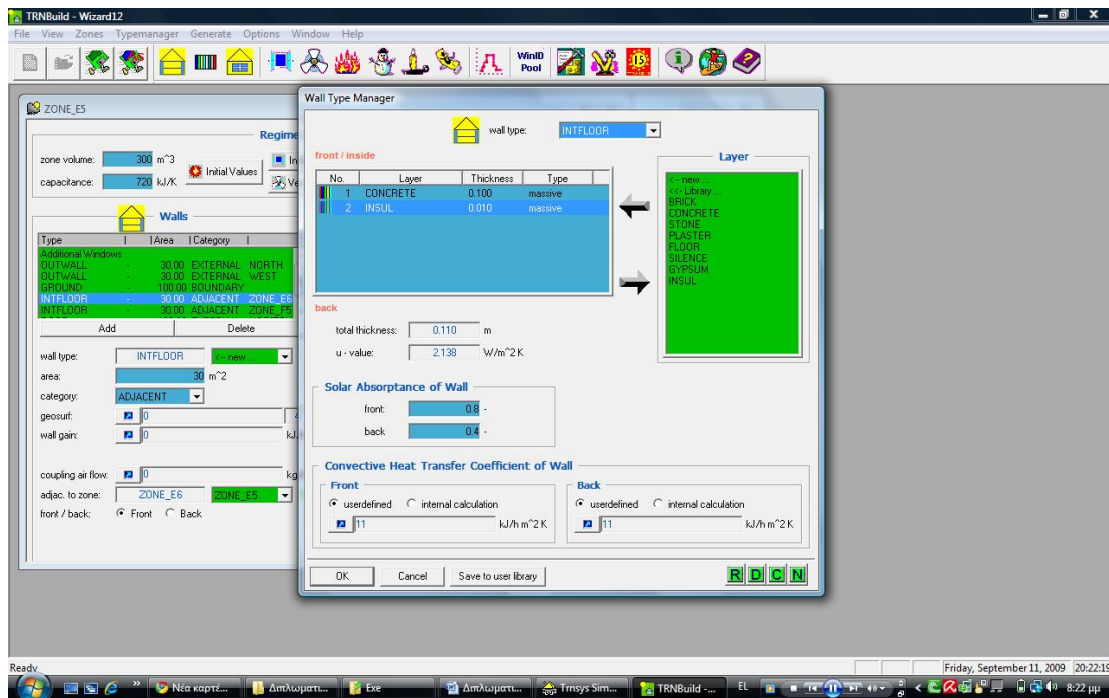 TRNBuild - Wizard12
File View Zones Typemanager Generate Options Window Help
WinID
Pool
ZONE_E5
Regime
zone volume: 300 m^3
Initial Values
capacitance: 720 kJ/K
Walls
Type Area Category
Additional Windows
OUTWALL - 30.00 EXTERNAL NORTH
OUTWALL - 30.00 EXTERNAL WEST
GROUND - 100.00 BOUNDARY
INTFLOOR - 30.00 ADJACENT ZONE_E6
INTFLOOR - 30.00 ADJACENT ZONE_F5
Add Delete
wall type: INTFLOOR <-- new ...
area: 30 m^2
category: ADJACENT
geosurf: 0
wall gain: 0
coupling air flow: 0 kg
adjac. to zone: ZONE_E6 ZONE_E5
front / back: Front Back
Wall Type Manager
wall type: INTFLOOR
front / inside
No. Layer Thickness Type
1 CONCRETE 0.100 massive
2 INSUL 0.010 massive
back
total thickness: 0.110 m
u - value: 2.138 W/m^2 K
Layer
<-- new ...
<<- Library ...
BRICK
CONCRETE
STONE
PLASTER
FLOOR
SILENCE
GYPSUM
INSUL
Solar Absorptance of Wall
front: 0.8 -
back 0.4 -
Convective Heat Transfer Coefficient of Wall
Front
userdefined internal calculation
11 kJ/h m^2 K
Back
userdefined internal calculation
11 kJ/h m^2 K
OK Cancel Save to user library
R D C N
Ready
Friday, September 11, 2009 20:22:19
Νέα καρτέ... Διπλωματι... Exe Διπλωματι... Trnsys Sim... TRNBuild -... EL 8:22 μμ